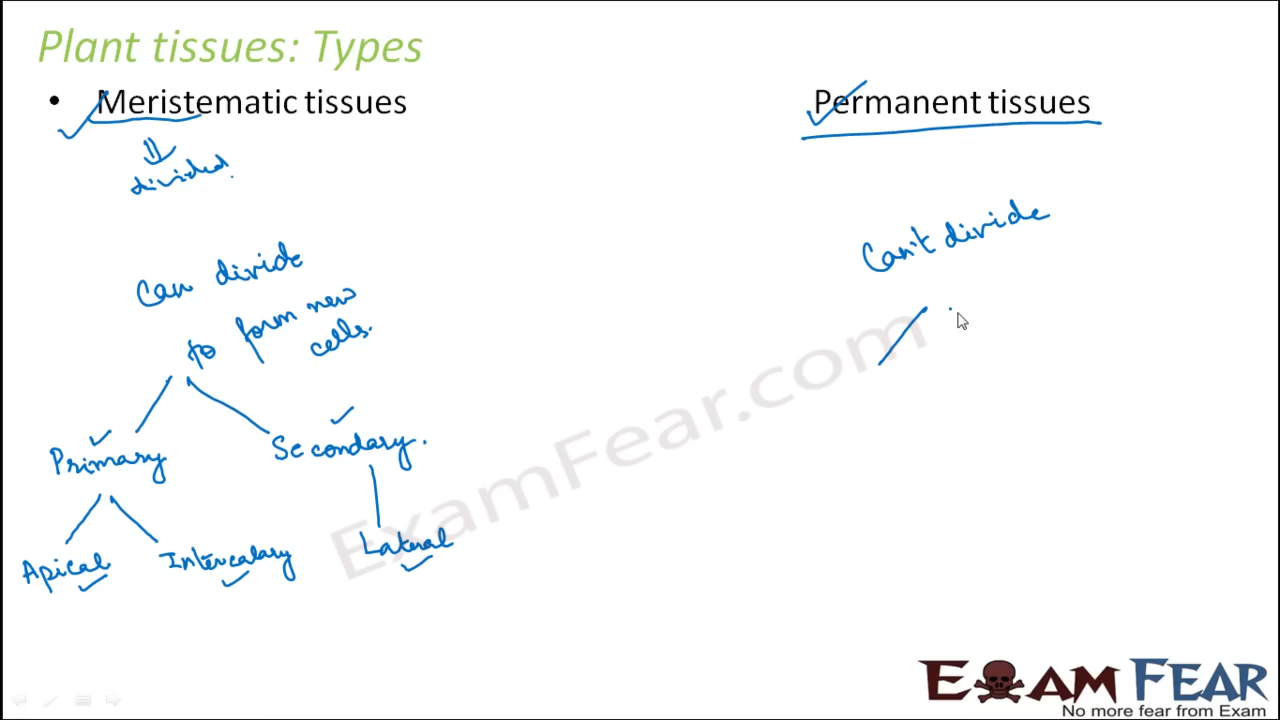 Plant tissues: Types
• Meristematic tissues
Permanent tissues
divided.
Can divide
to form new
cells.
Can't divide
Primary
Secondary.
Apical
Intercalary
Lateral
ExamFear.com
EXAM FEAR
No more fear from Exam